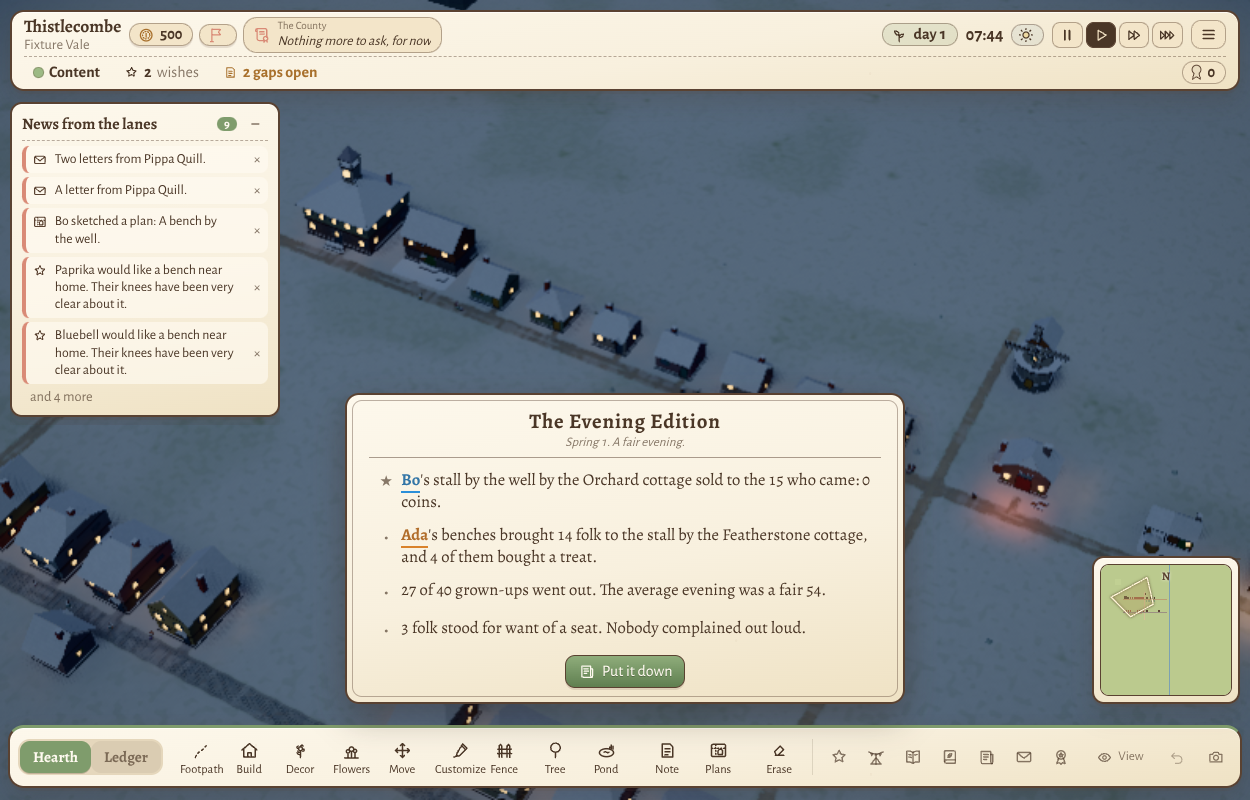 Thistlecombe
Fixture Vale
500
The County
Nothing more to ask, for now
day 1
07:44
Content
2 wishes
2 gaps open
0
News from the lanes
9
Two letters from Pippa Quill.
A letter from Pippa Quill.
Bo sketched a plan: A bench by
the well.
Paprika would like a bench near
home. Their knees have been very
clear about it.
Bluebell would like a bench near
home. Their knees have been very
clear about it.
and 4 more
The Evening Edition
Spring 1. A fair evening.
Bo's stall by the well by the Orchard cottage sold to the 15 who came: 0
coins.
Ada's benches brought 14 folk to the stall by the Featherstone cottage,
and 4 of them bought a treat.
27 of 40 grown-ups went out. The average evening was a fair 54.
3 folk stood for want of a seat. Nobody complained out loud.
Put it down
N
Hearth
Ledger
Footpath
Build
Decor
Flowers
Move
Customize
Fence
Tree
Pond
Note
Plans
Erase
View